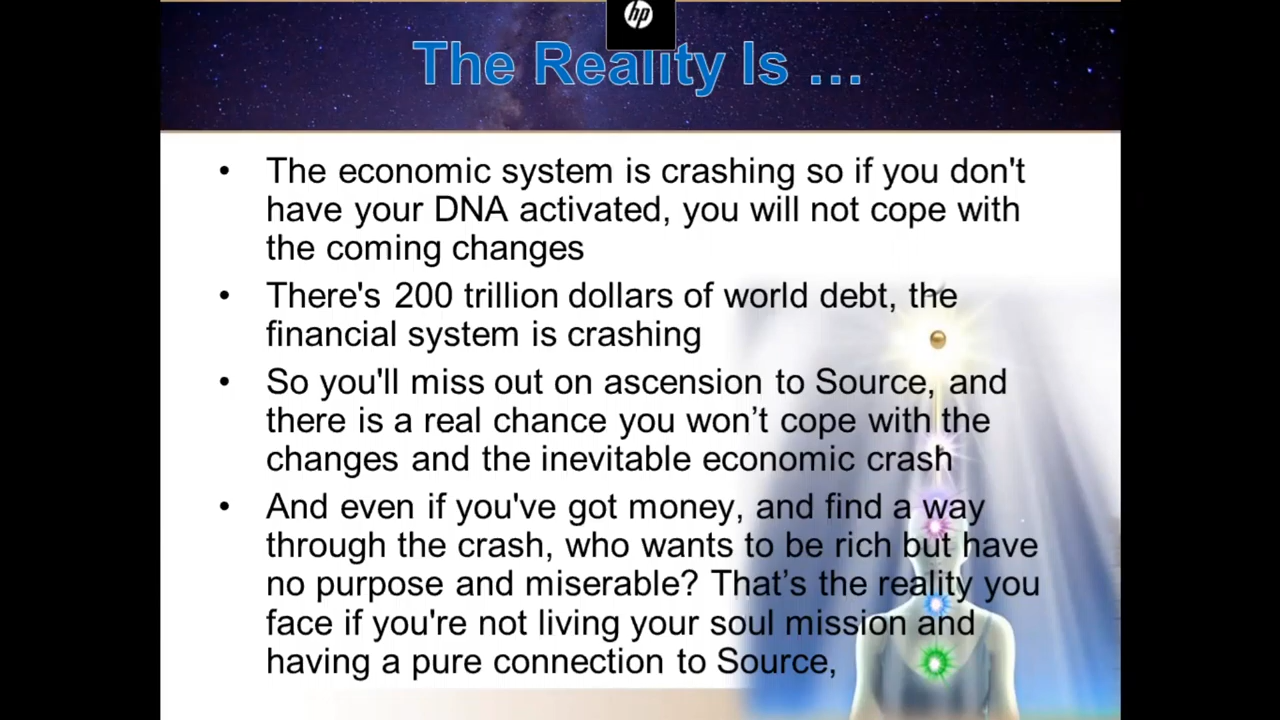 hp
The Reality Is ...
• The economic system is crashing so if you don't
have your DNA activated, you will not cope with
the coming changes
• There's 200 trillion dollars of world debt, the
financial system is crashing
• So you'll miss out on ascension to Source, and
there is a real chance you won’t cope with the
changes and the inevitable economic crash
• And even if you've got money, and find a way
through the crash, who wants to be rich but have
no purpose and miserable? That’s the reality you
face if you're not living your soul mission and
having a pure connection to Source,